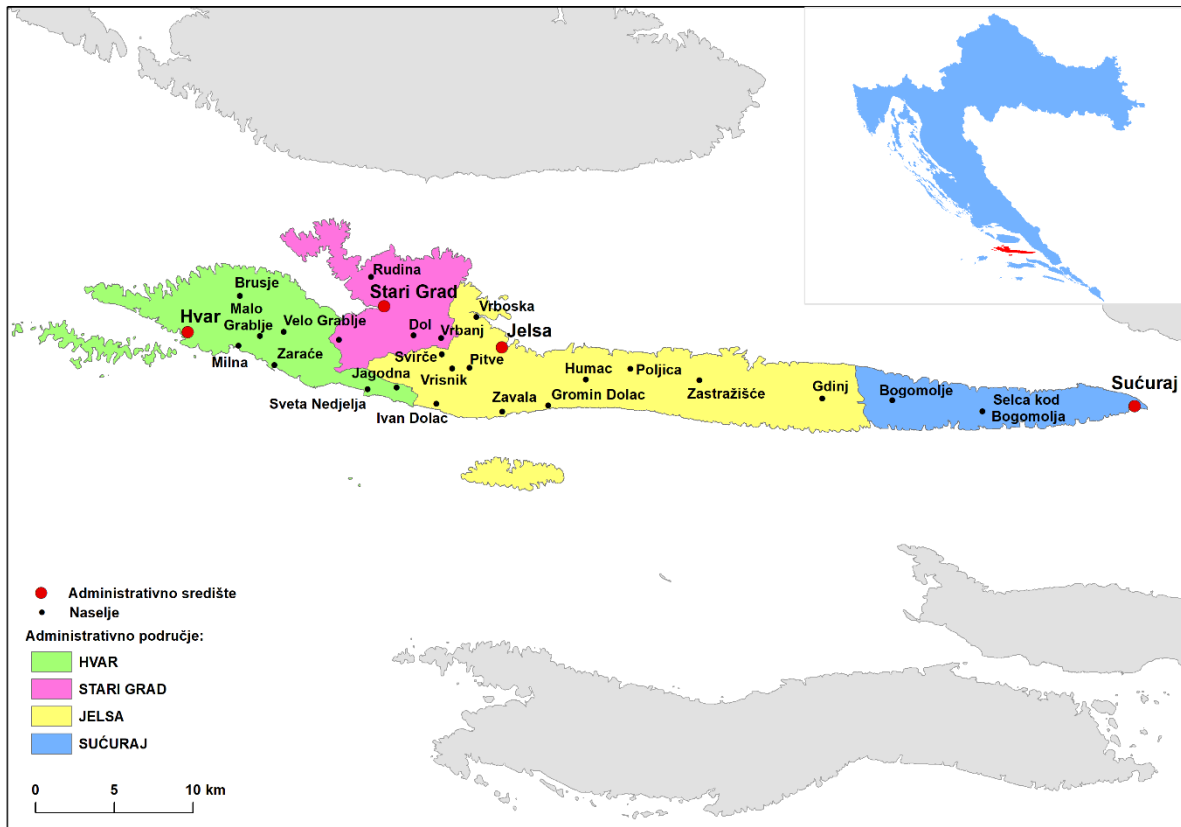 Rudina
Brusje
Stari Grad
Malo
Grablje
Vrboska
Hvar
Velo Grablje
Dol
Vrbanj
Jelsa
Milna
Zaraće
Svirče
Pitve
Jagodna
Vrisnik
Humac
Poljica
Sveta Nedjelja
Ivan Dolac
Zavala
Gromin Dolac
Zastražišće
Gdinj
Bogomolje
Selca kod
Bogomolja
Sućuraj
Administrativno središte
Naselje
Administrativno područje:
HVAR
STARI GRAD
JELSA
SUĆURAJ
0 5 10 km